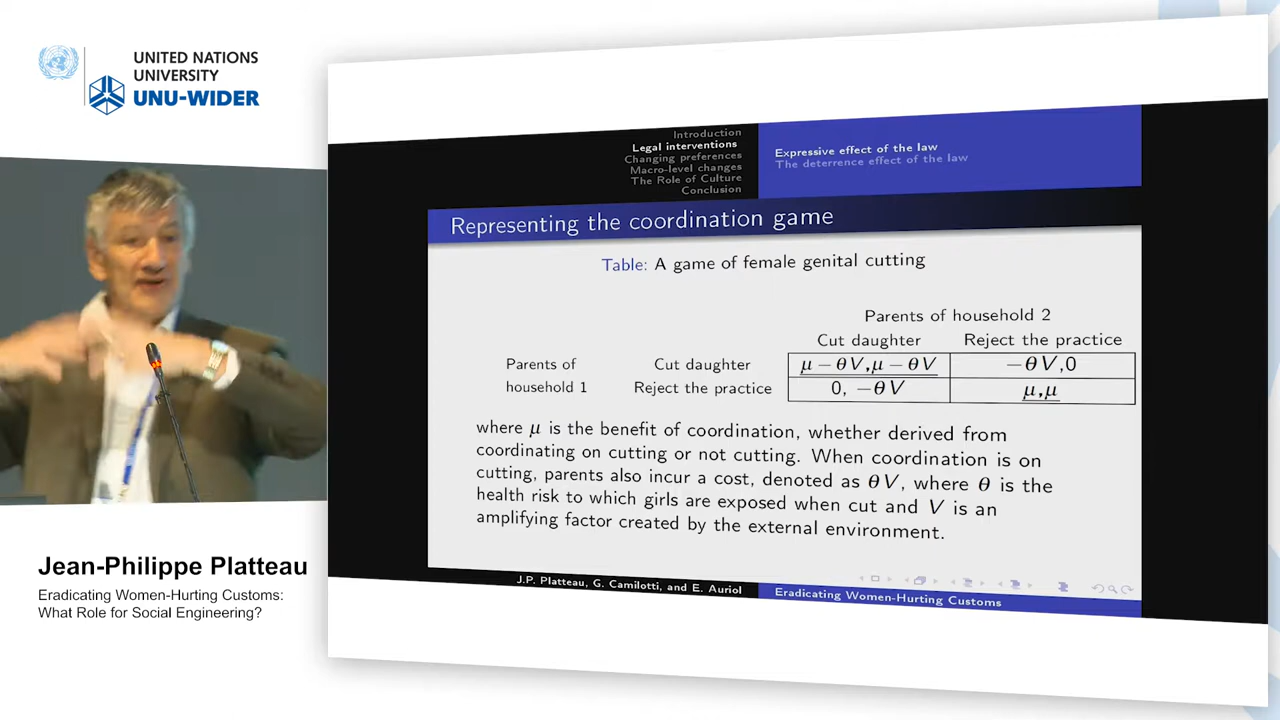 UNITED NATIONS
UNIVERSITY
UNU-WIDER
Introduction
Legal interventions
Changing preferences
Macro-level changes
The Role of Culture
Conclusion
Expressive effect of the law
The deterrence effect of the law
Representing the coordination game
Table: A game of female genital cutting
Parents of household 2
Cut daughter Reject the practice
Parents of Cut daughter μ − θV,μ − θV −θV,0
household 1 Reject the practice 0, −θV μ,μ
where μ is the benefit of coordination, whether derived from
coordinating on cutting or not cutting. When coordination is on
cutting, parents also incur a cost, denoted as θV, where θ is the
health risk to which girls are exposed when cut and V is an
amplifying factor created by the external environment.
J.P. Platteau, G. Camilotti, and E. Auriol
Eradicating Women-Hurting Customs
Jean-Philippe Platteau
Eradicating Women-Hurting Customs:
What Role for Social Engineering?